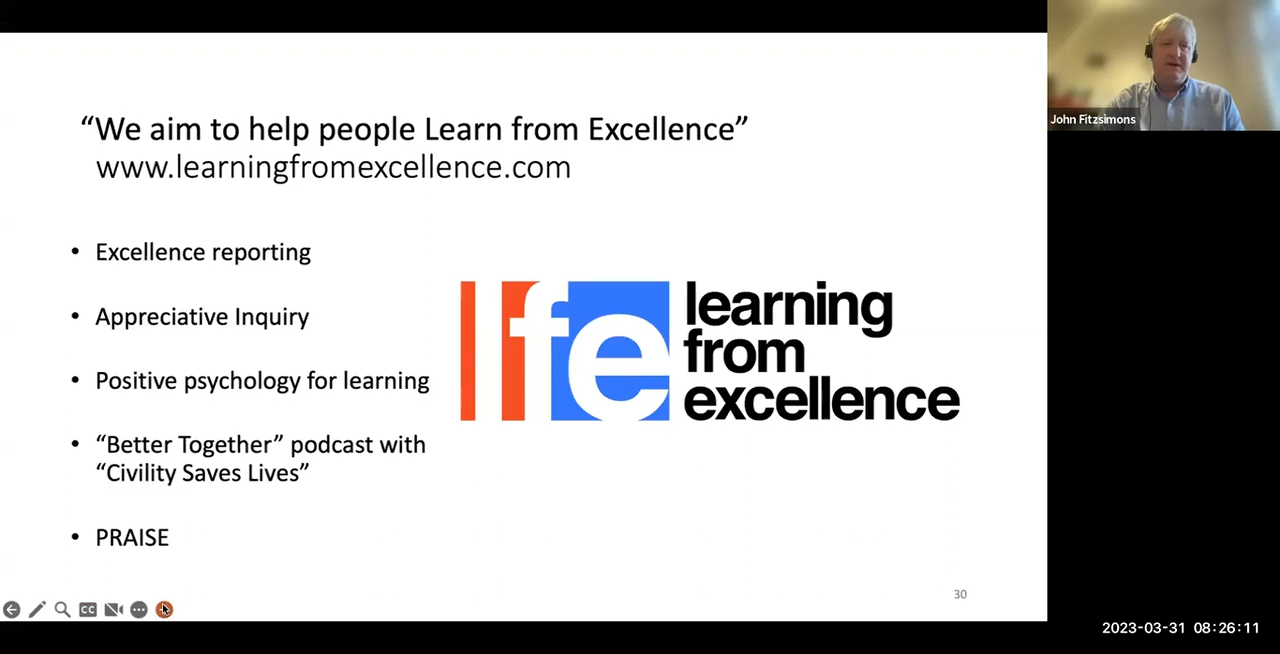 “We aim to help people Learn from Excellence”
www.learningfromexcellence.com
• Excellence reporting
• Appreciative Inquiry
• Positive psychology for learning
• “Better Together” podcast with
“Civility Saves Lives”
• PRAISE
lfe
learning
from
excellence
30
CC
John Fitzsimons
2023-03-31 08:26:11